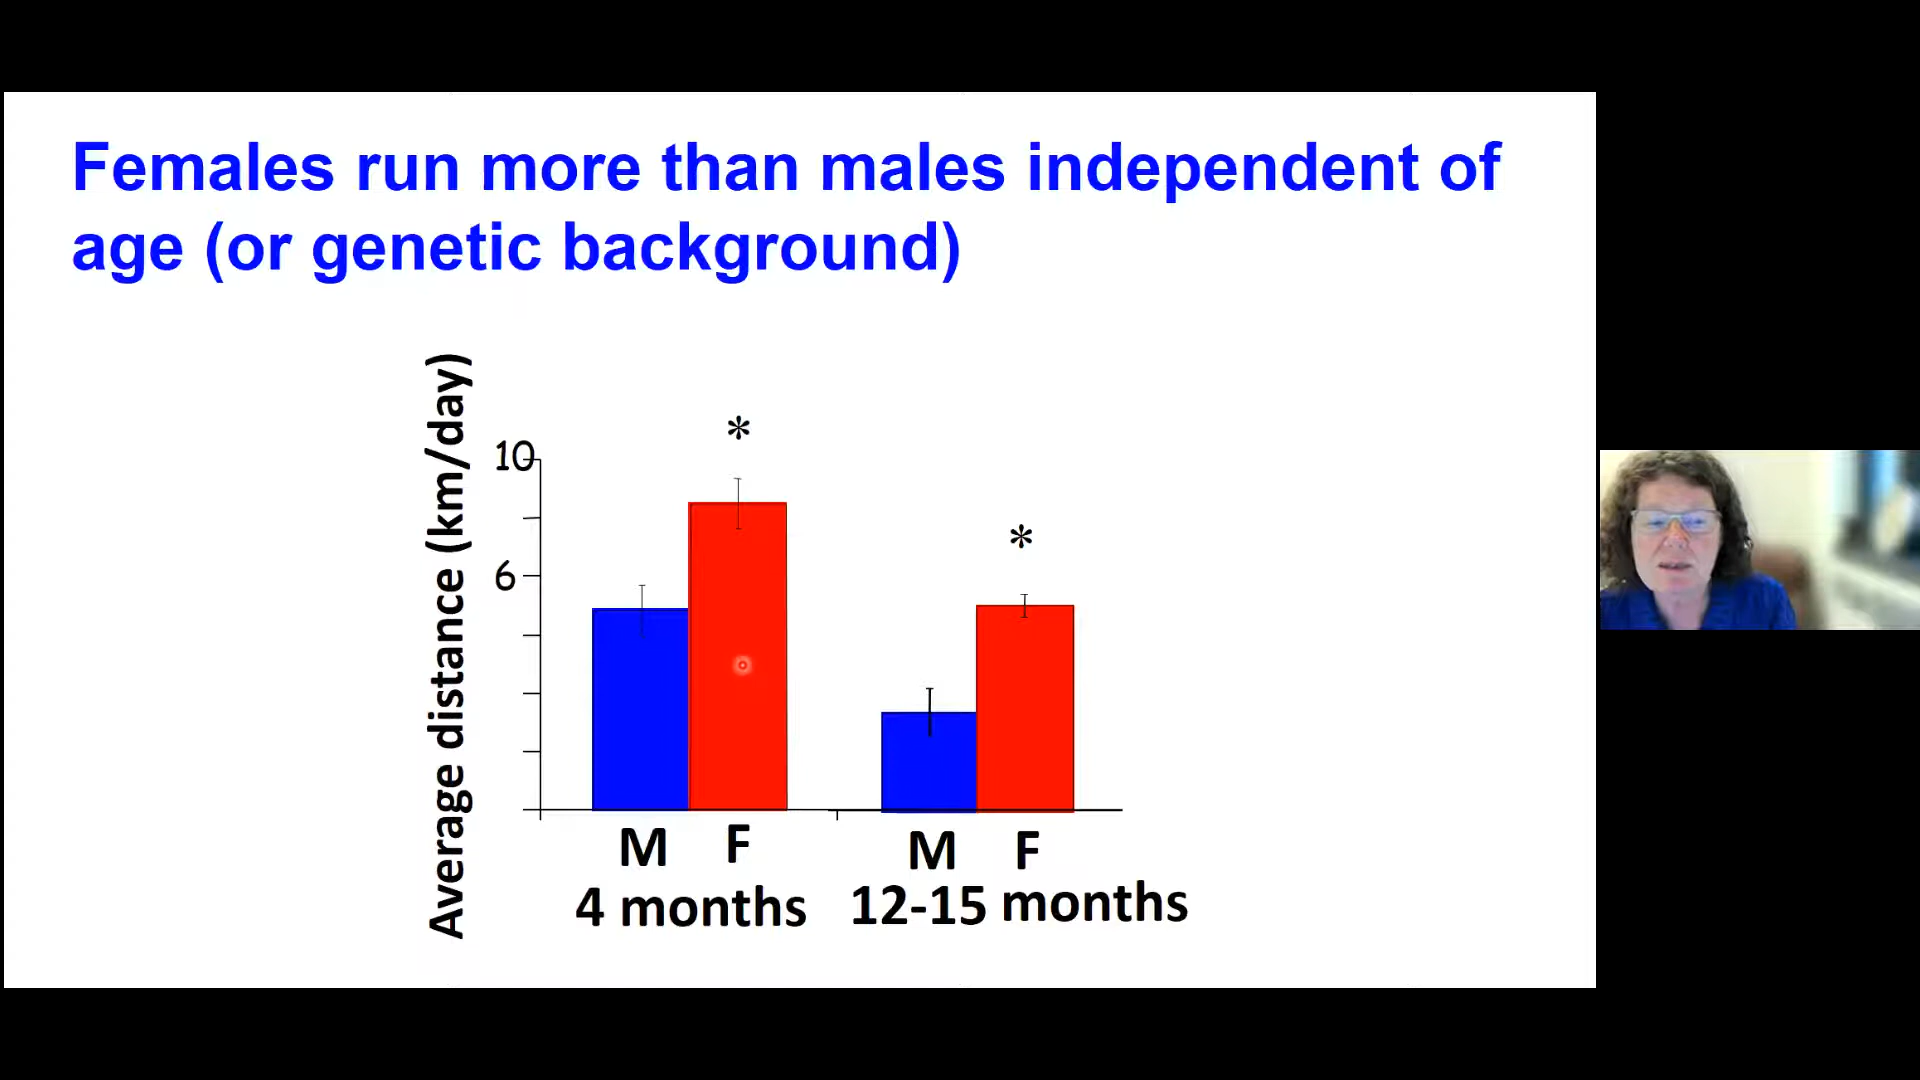 Females run more than males independent of
age (or genetic background)
Average distance (km/day)
10
*
*
6
M F M F
4 months 12-15 months